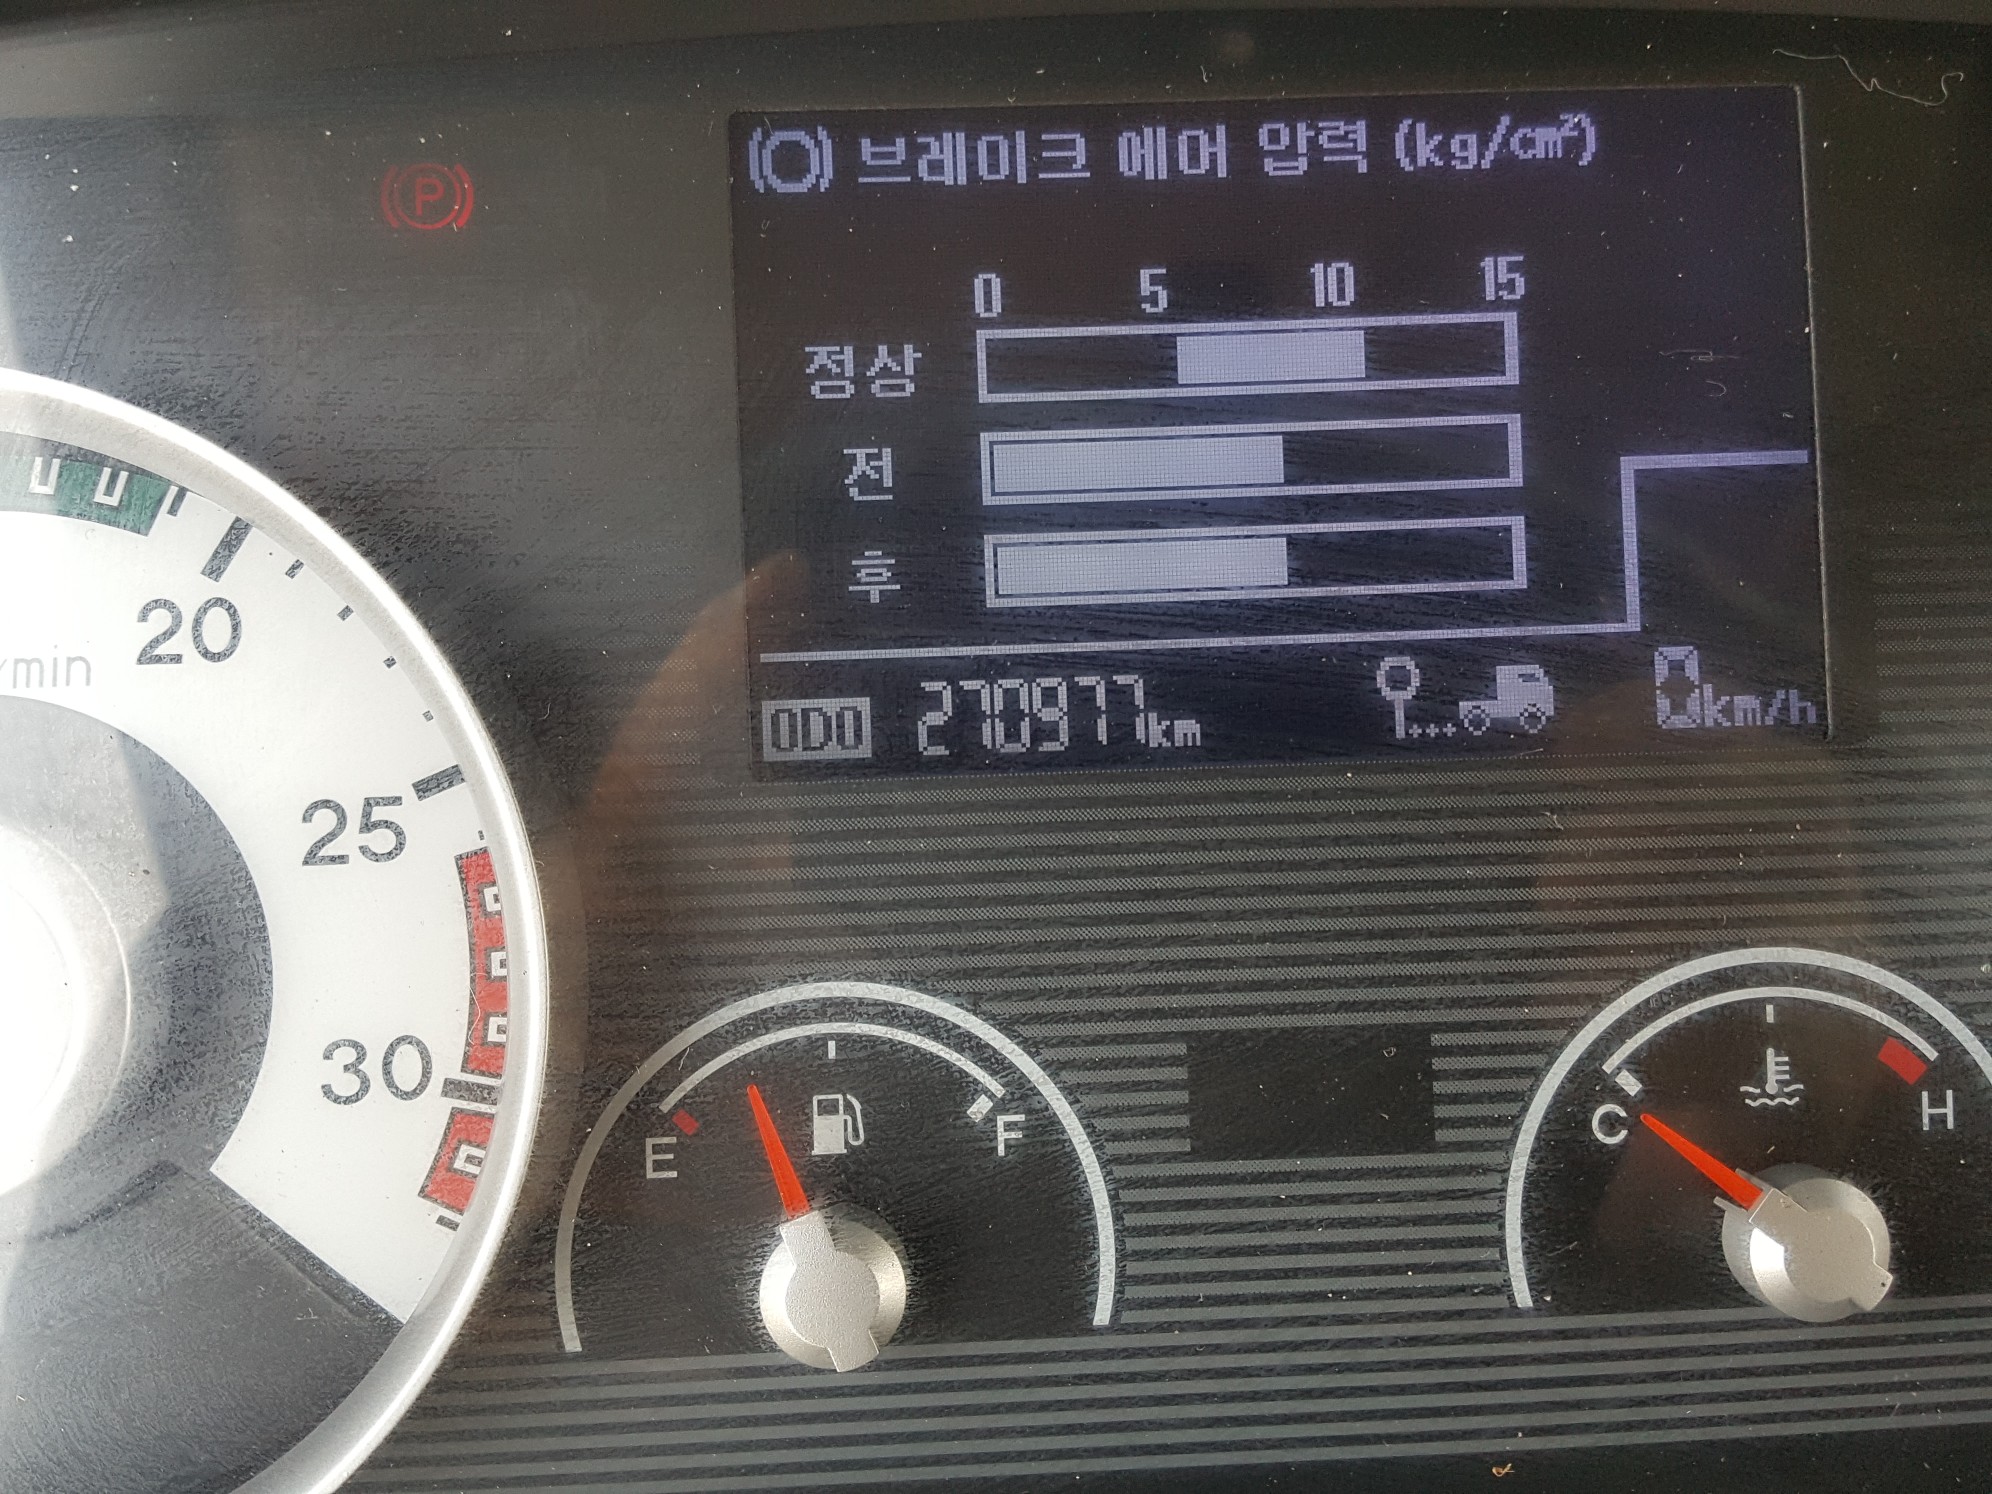 브레이크 에어 압력 (kg/cm²)
P
0 5 10 15
정상
전
후
20
/min
ODO 270977km 0km/h
25
30
E F
C H